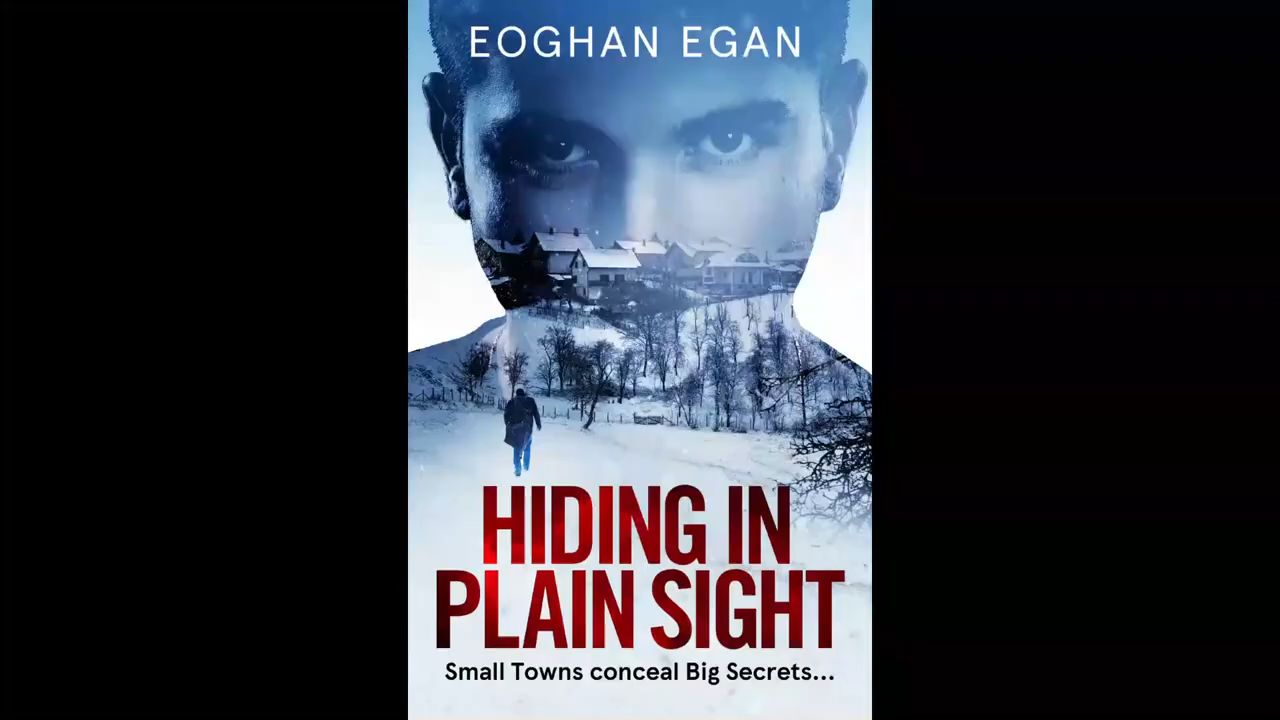 EOGHAN EGAN
HIDING IN
PLAIN SIGHT
Small Towns conceal Big Secrets...